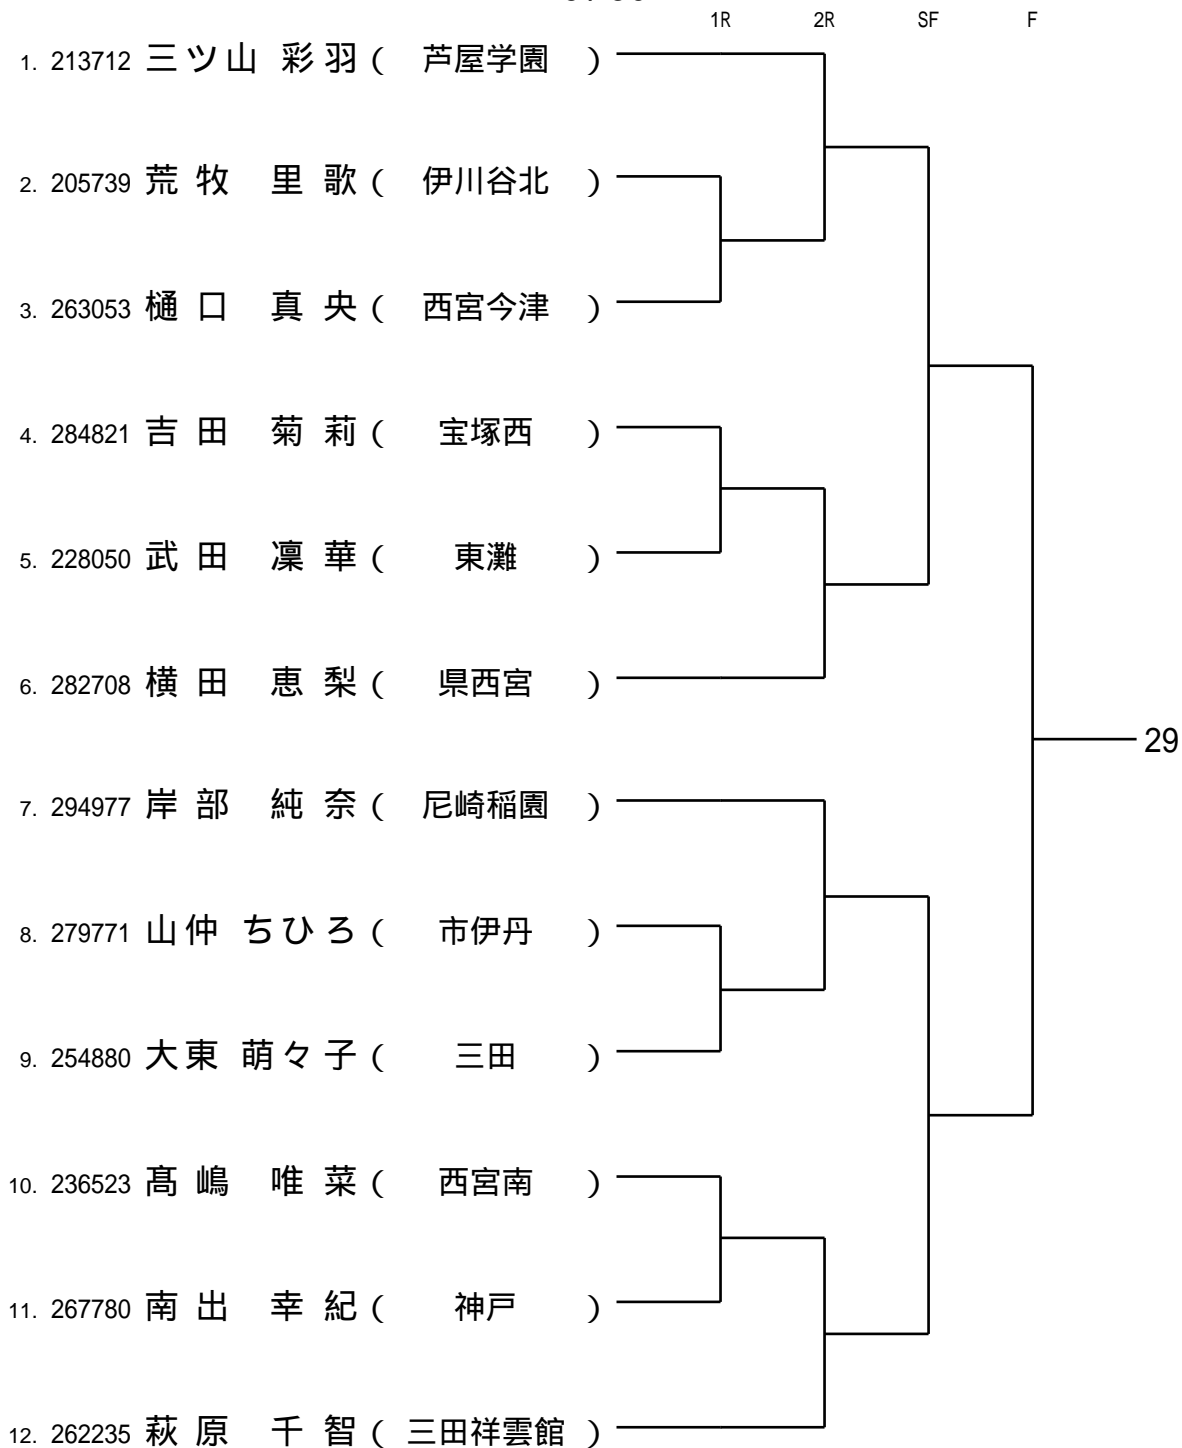 1R 2R SF F
1. 213712 三ツ山 彩羽 ( 芦屋学園 )
2. 205739 荒牧 里歌 ( 伊川谷北 )
3. 263053 樋口 真央 ( 西宮今津 )
4. 284821 吉田 菊莉 ( 宝塚西 )
5. 228050 武田 凜華 ( 東灘 )
6. 282708 横田 恵梨 ( 県西宮 )
29
7. 294977 岸部 純奈 ( 尼崎稲園 )
8. 279771 山仲 ちひろ ( 市伊丹 )
9. 254880 大東 萌々子 ( 三田 )
10. 236523 髙嶋 唯菜 ( 西宮南 )
11. 267780 南出 幸紀 ( 神戸 )
12. 262235 萩原 千智 ( 三田祥雲館 )